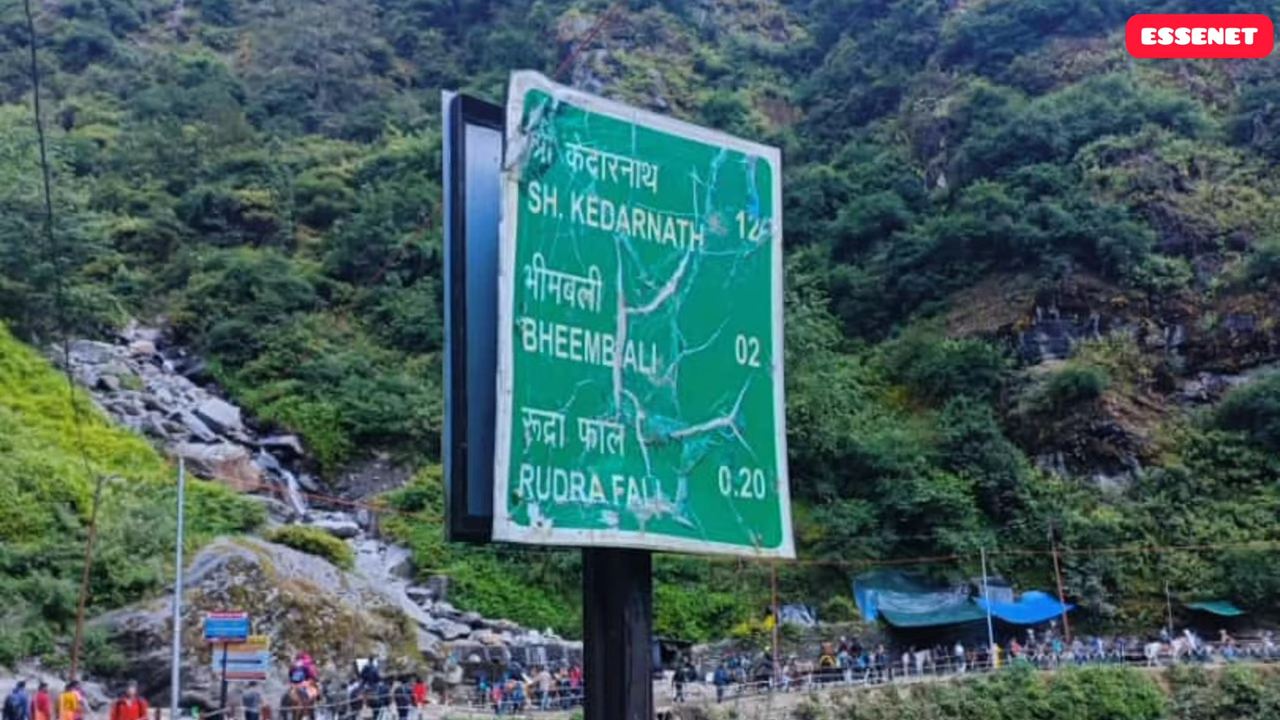 ESSENET
श्री केदारनाथ
SH. KEDARNATH 12
भीमबली
BHEEMBALI 02
रूद्रा फॉल
RUDRA FALL 0.20